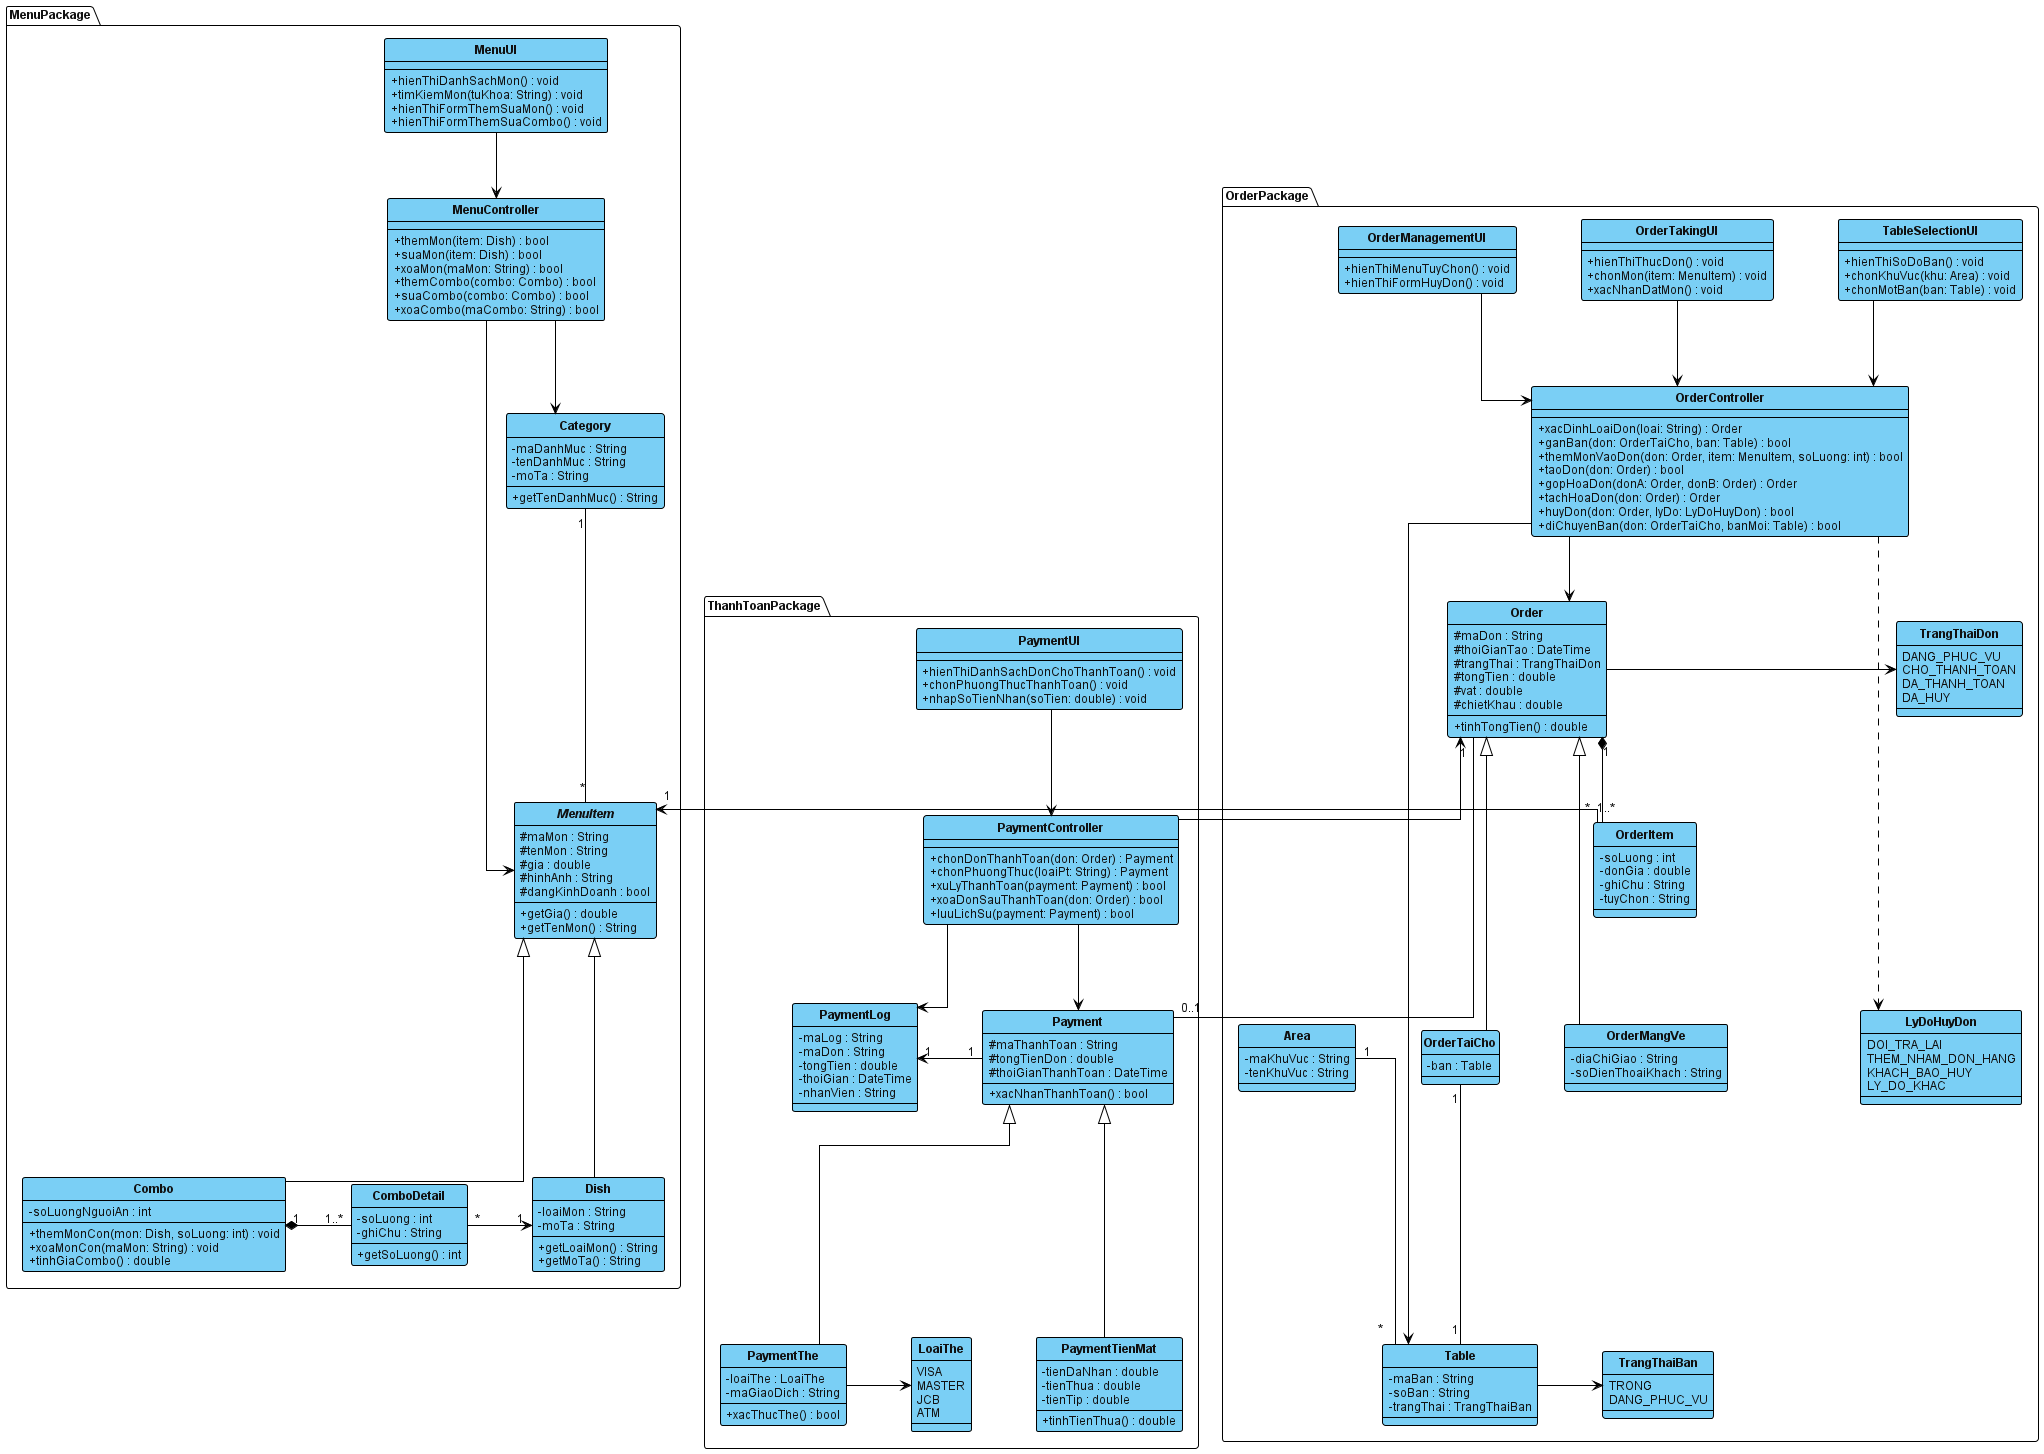 MenuPackage
MenuUI
+hienThiDanhSachMon() : void
+timKiemMon(tuKhoa: String) : void
+hienThiFormThemSuaMon() : void
+hienThiFormThemSuaCombo() : void
MenuController
+themMon(item: Dish) : bool
+suaMon(item: Dish) : bool
+xoaMon(maMon: String) : bool
+themCombo(combo: Combo) : bool
+suaCombo(combo: Combo) : bool
+xoaCombo(maCombo: String) : bool
Category
-maDanhMuc : String
-tenDanhMuc : String
-moTa : String
+getTenDanhMuc() : String
1
*
MenuItem
#maMon : String
#tenMon : String
#gia : double
#hinhAnh : String
#dangKinhDoanh : bool
+getGia() : double
+getTenMon() : String
1
Combo
-soLuongNguoiAn : int
+themMonCon(mon: Dish, soLuong: int) : void
+xoaMonCon(maMon: String) : void
+tinhGiaCombo() : double
1
1..*
ComboDetail
-soLuong : int
-ghiChu : String
+getSoLuong() : int
*
1
Dish
-loaiMon : String
-moTa : String
+getLoaiMon() : String
+getMoTa() : String
ThanhToanPackage
PaymentUI
+hienThiDanhSachDonChoThanhToan() : void
+chonPhuongThucThanhToan() : void
+nhapSoTienNhan(soTien: double) : void
PaymentController
+chonDonThanhToan(don: Order) : Payment
+chonPhuongThuc(loaiPt: String) : Payment
+xuLyThanhToan(payment: Payment) : bool
+xoaDonSauThanhToan(don: Order) : bool
+luuLichSu(payment: Payment) : bool
PaymentLog
-maLog : String
-maDon : String
-tongTien : double
-thoiGian : DateTime
-nhanVien : String
1
1
Payment
#maThanhToan : String
#tongTienDon : double
#thoiGianThanhToan : DateTime
+xacNhanThanhToan() : bool
0..1
PaymentThe
-loaiThe : LoaiThe
-maGiaoDich : String
+xacThucThe() : bool
LoaiThe
VISA
MASTER
JCB
ATM
PaymentTienMat
-tienDaNhan : double
-tienThua : double
-tienTip : double
+tinhTienThua() : double
OrderPackage
OrderManagementUI
+hienThiMenuTuyChon() : void
+hienThiFormHuyDon() : void
OrderTakingUI
+hienThiThucDon() : void
+chonMon(item: MenuItem) : void
+xacNhanDatMon() : void
TableSelectionUI
+hienThiSoDoBan() : void
+chonKhuVuc(khu: Area) : void
+chonMotBan(ban: Table) : void
OrderController
+xacDinhLoaiDon(loai: String) : Order
+ganBan(don: OrderTaiCho, ban: Table) : bool
+themMonVaoDon(don: Order, item: MenuItem, soLuong: int) : bool
+taoDon(don: Order) : bool
+gopHoaDon(donA: Order, donB: Order) : Order
+tachHoaDon(don: Order) : Order
+huyDon(don: Order, lyDo: LyDoHuyDon) : bool
+diChuyenBan(don: OrderTaiCho, banMoi: Table) : bool
Order
#maDon : String
#thoiGianTao : DateTime
#trangThai : TrangThaiDon
#tongTien : double
#vat : double
#chietKhau : double
+tinhTongTien() : double
1
1
TrangThaiDon
DANG_PHUC_VU
CHO_THANH_TOAN
DA_THANH_TOAN
DA_HUY
*
1..*
OrderItem
-soLuong : int
-donGia : double
-ghiChu : String
-tuyChon : String
Area
-maKhuVuc : String
-tenKhuVuc : String
1
OrderTaiCho
-ban : Table
1
OrderMangVe
-diaChiGiao : String
-soDienThoaiKhach : String
LyDoHuyDon
DOI_TRA_LAI
THEM_NHAM_DON_HANG
KHACH_BAO_HUY
LY_DO_KHAC
*
1
Table
-maBan : String
-soBan : String
-trangThai : TrangThaiBan
TrangThaiBan
TRONG
DANG_PHUC_VU